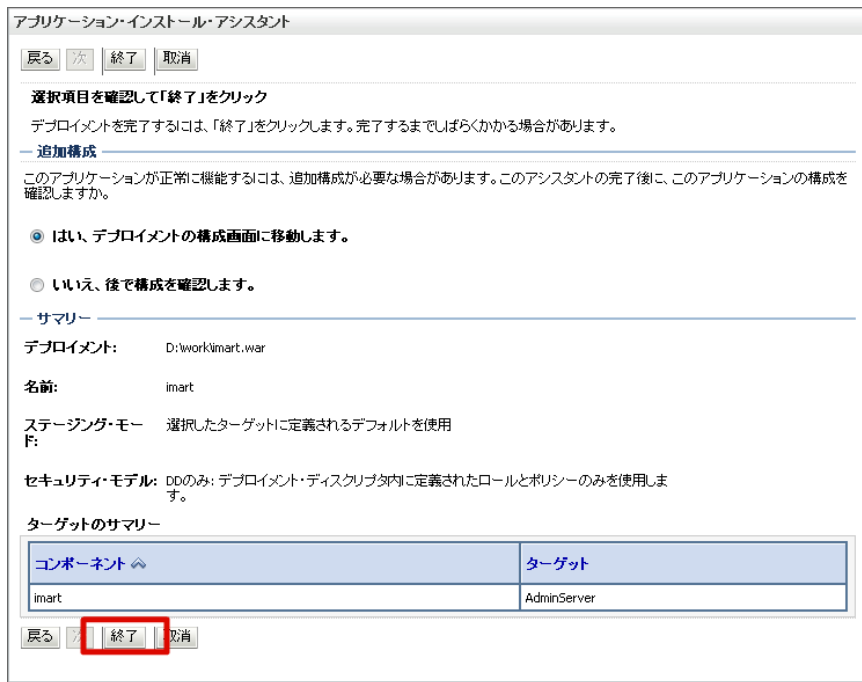 アプリケーション・インストール・アシスタント
戻る 次 終了 取消
選択項目を確認して「終了」をクリック
デプロイメントを完了するには、「終了」をクリックします。完了するまでしばらくかかる場合があります。
追加構成
このアプリケーションが正常に機能するには、追加構成が必要な場合があります。このアシスタントの完了後に、このアプリケーションの構成を
確認しますか。
はい、デプロイメントの構成画面に移動します。
いいえ、後で構成を確認します。
サマリー
デプロイメント: D:\work\imart.war
名前: imart
ステージング・モー 選択したターゲットに定義されるデフォルトを使用
ド:
セキュリティ・モデル: DDのみ: デプロイメント・ディスクリプタ内に定義されたロールとポリシーのみを使用しま
す。
ターゲットのサマリー
コンポーネント ターゲット
imart AdminServer
戻る 次 終了 取消